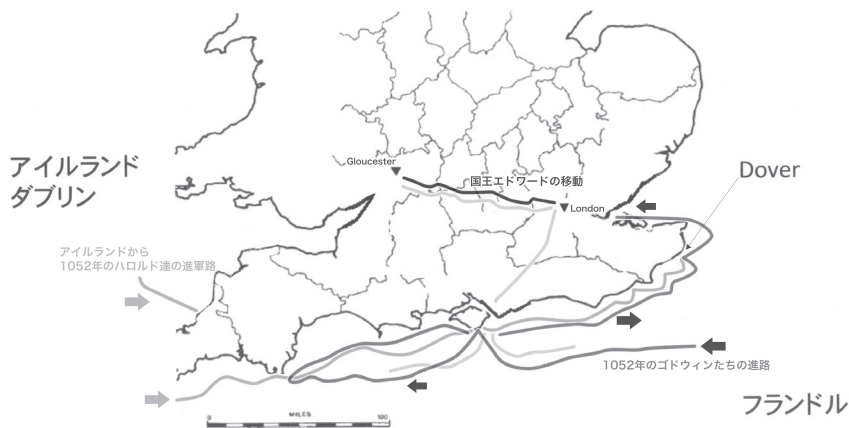 Gloucester
国王エドワードの移動
アイルランド
ダブリン
Dover
London
アイルランドから
1052年のハロルド達の進軍路
1052年のゴドウィンたちの進路
フランドル
0 MILES 100